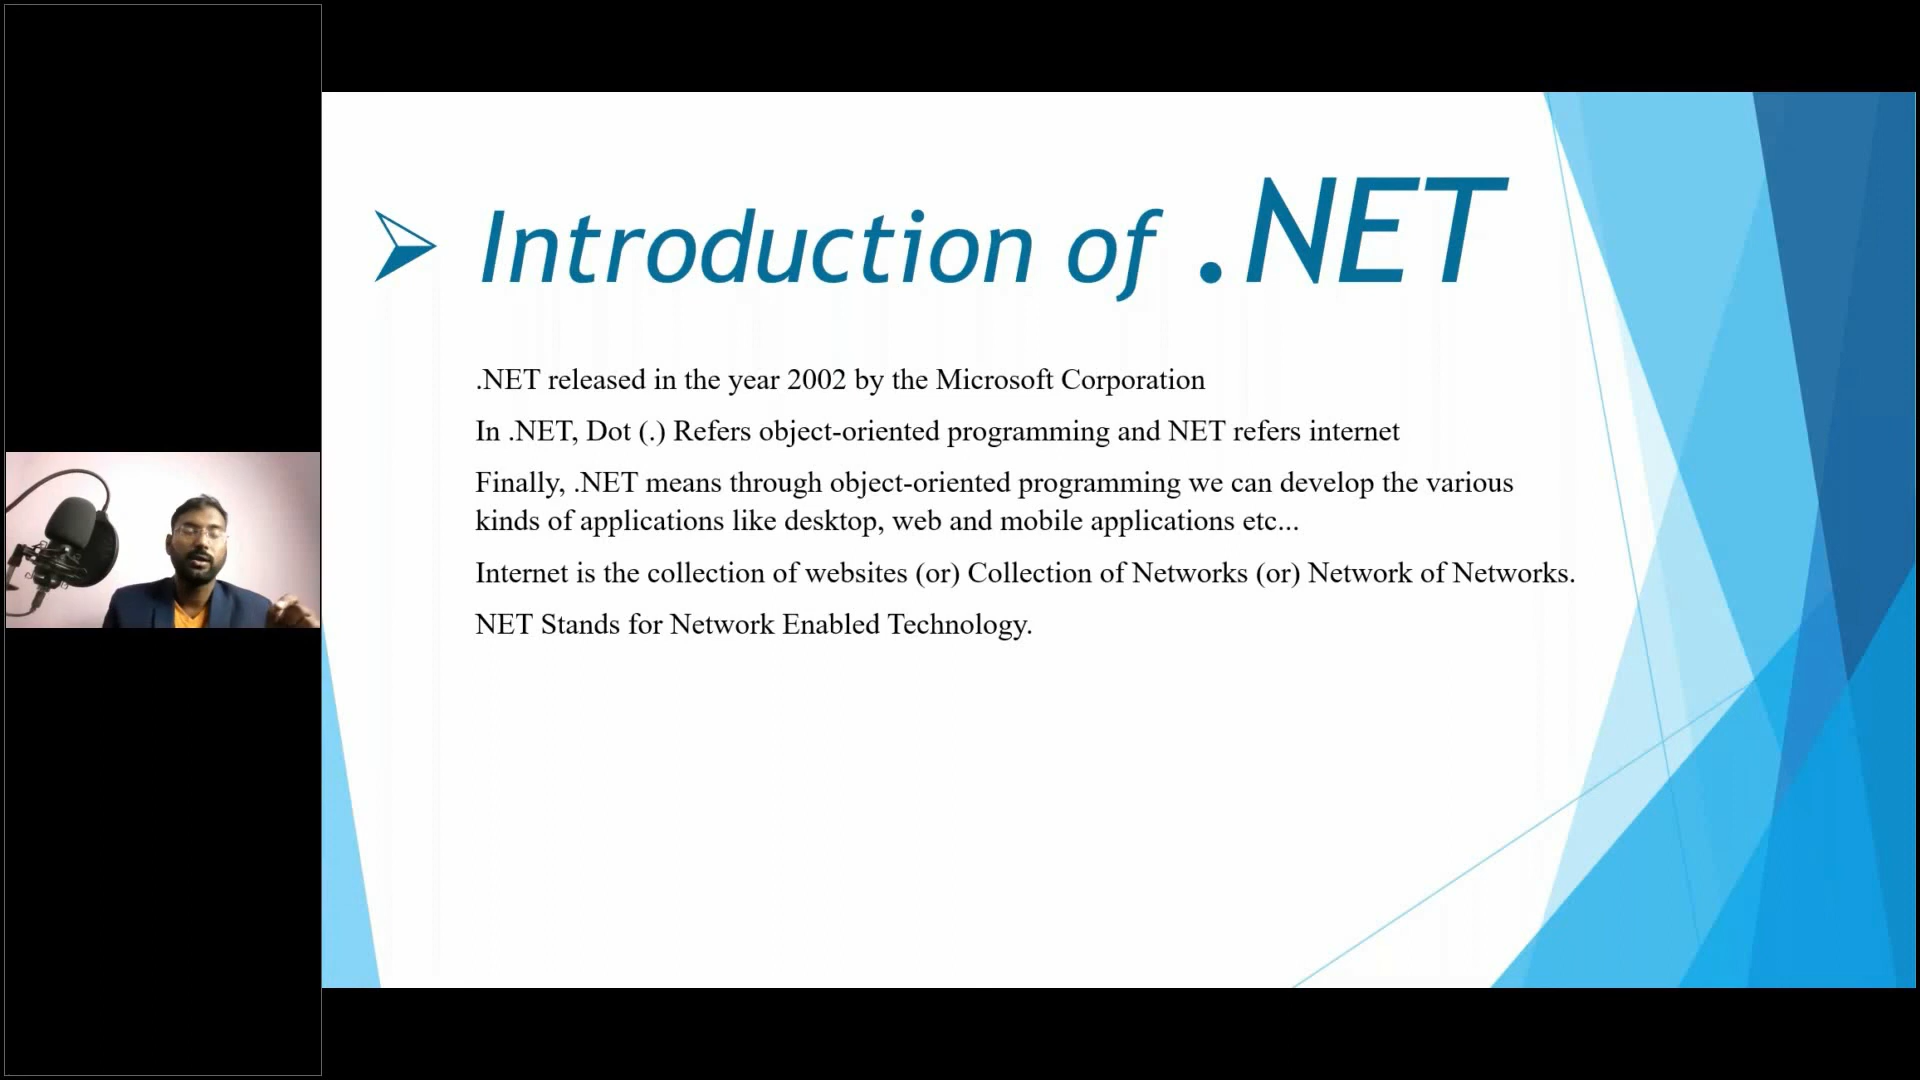 Introduction of .NET
.NET released in the year 2002 by the Microsoft Corporation
In .NET, Dot (.) Refers object-oriented programming and NET refers internet
Finally, .NET means through object-oriented programming we can develop the various
kinds of applications like desktop, web and mobile applications etc...
Internet is the collection of websites (or) Collection of Networks (or) Network of Networks.
NET Stands for Network Enabled Technology.